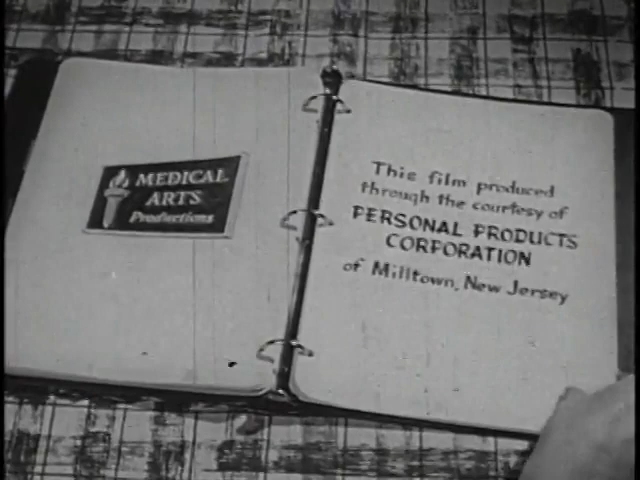 MEDICAL
ARTS
Productions
This film produced
through the courtesy of
PERSONAL PRODUCTS
CORPORATION
of Milltown, New Jersey